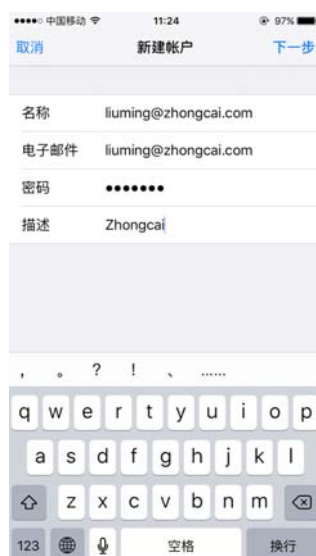 中国移动 11:24 97%
取消 新建帐户 下一步
名称 liuming@zhongcai.com
电子邮件 liuming@zhongcai.com
密码 ●●●●●●●
描述 Zhongcai
， 。 ？ ！ 、 ……
q w e r t y u i o p
a s d f g h j k l
z x c v b n m
123 空格 换行